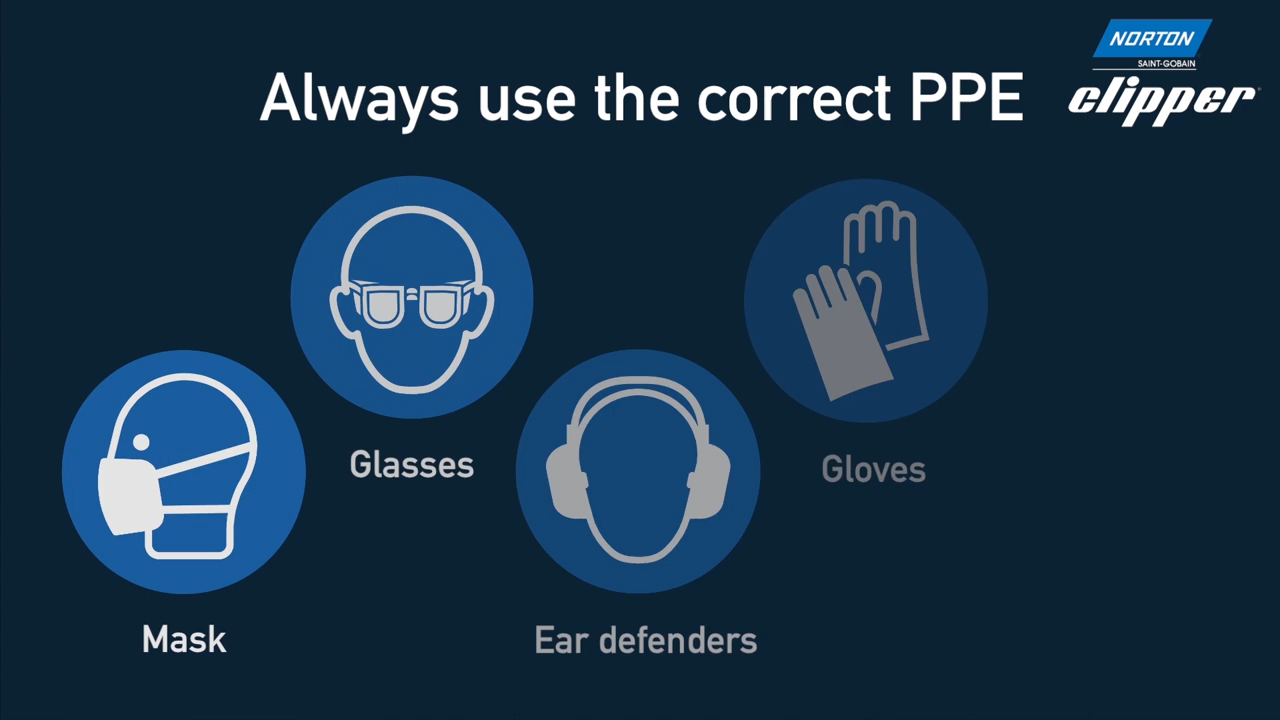 Always use the correct PPE
NORTON
SAINT-GOBAIN
clipper
Glasses
Gloves
Mask
Ear defenders